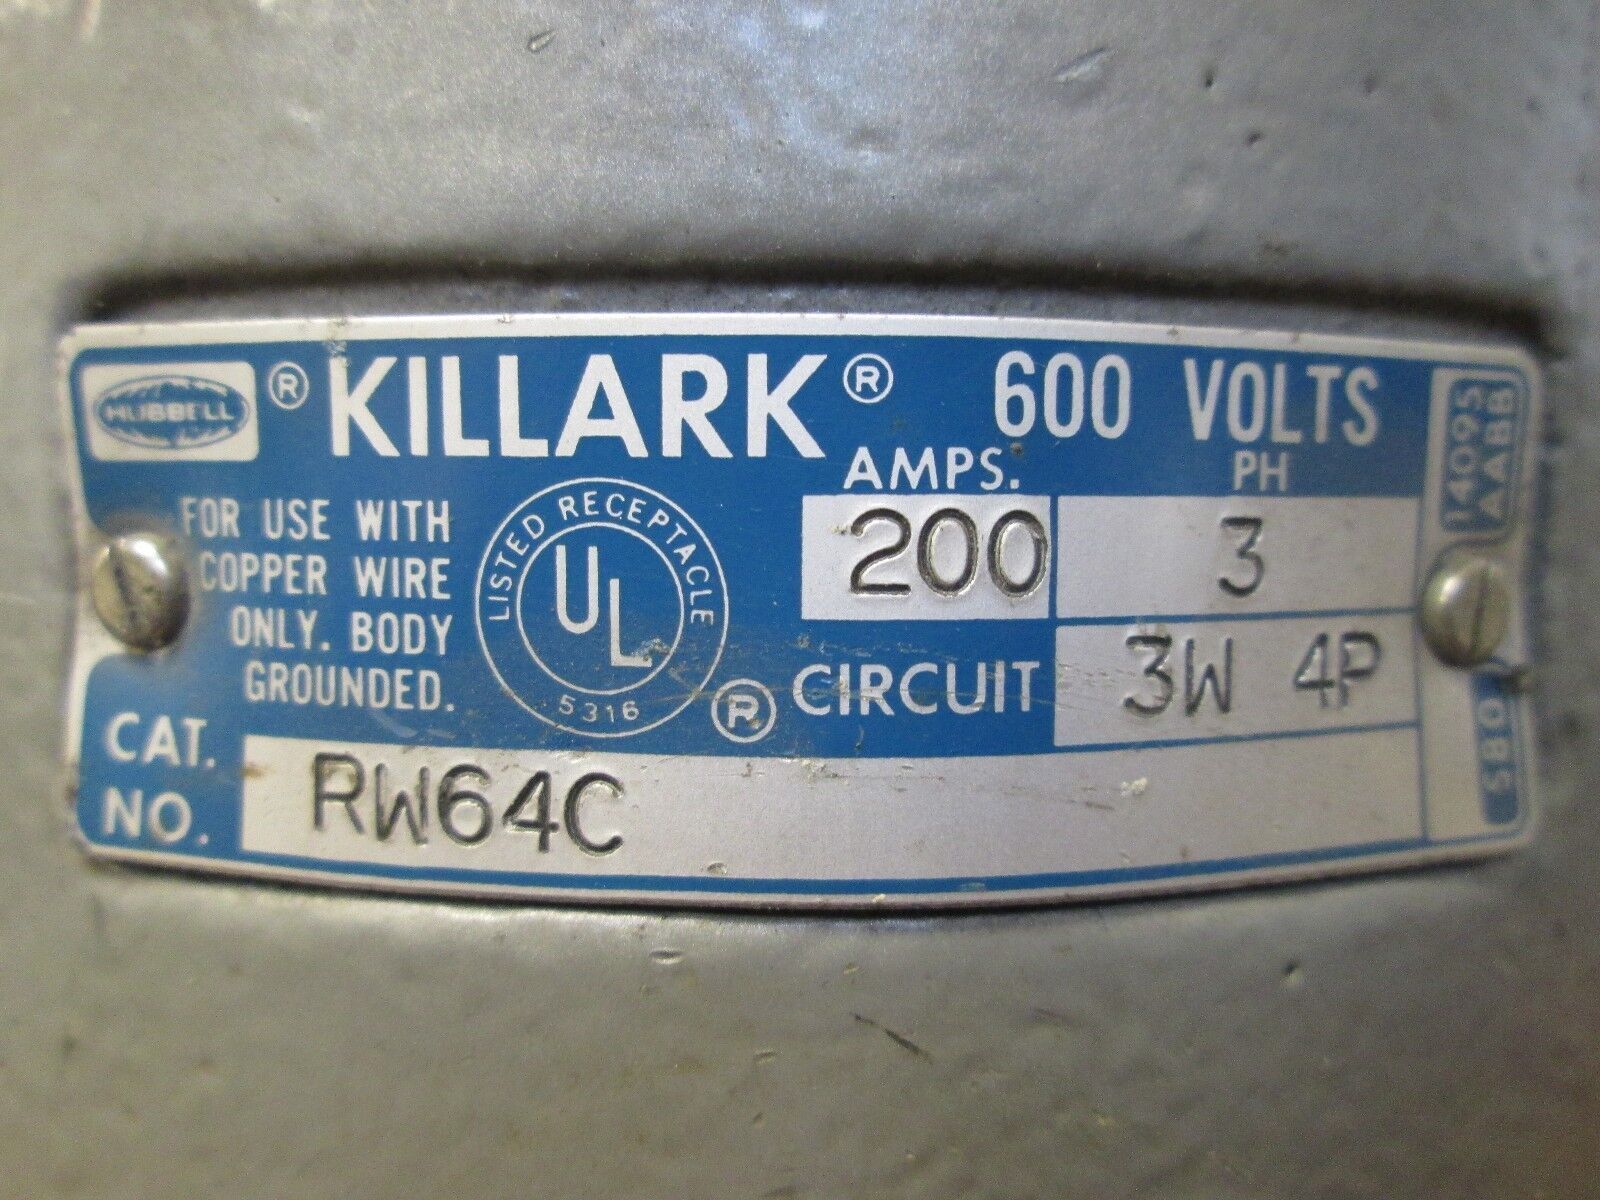 HUBBELL ® KILLARK ® 600 VOLTS
AMPS. PH
200 3
FOR USE WITH
COPPER WIRE
ONLY. BODY
GROUNDED.
LISTED RECEPTACLE
UL
5316
®
CIRCUIT 3W 4P
CAT.
NO. RW64C
14095
AABB
580